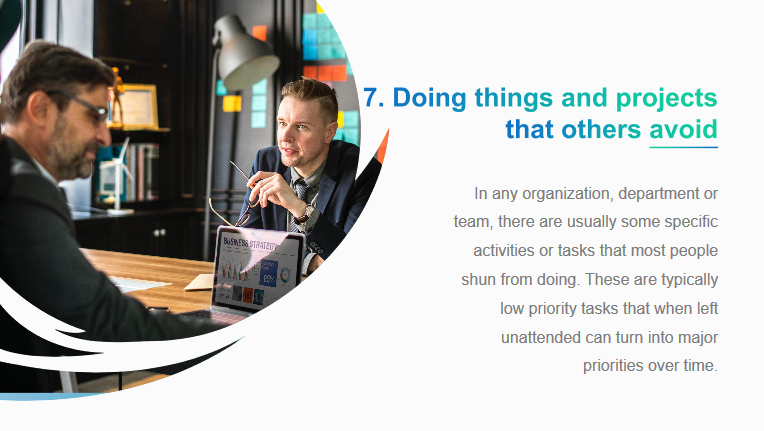 7. Doing things and projects
that others avoid
In any organization, department or
team, there are usually some specific
activities or tasks that most people
shun from doing. These are typically
low priority tasks that when left
unattended can turn into major
priorities over time.
BUSINESS STRATEGY